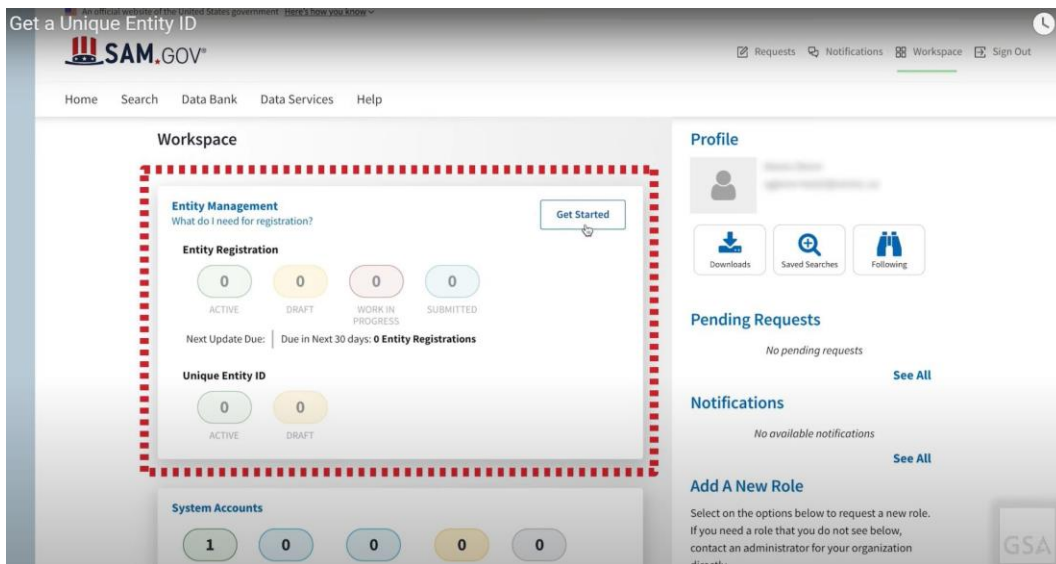 An official website of the United States government Here's how you know
Get a Unique Entity ID
SAM.GOV®
Requests Notifications Workspace Sign Out
Home Search Data Bank Data Services Help
Workspace
Entity Management
What do I need for registration?
Get Started
Entity Registration
0 0 0 0
ACTIVE DRAFT WORK IN PROGRESS SUBMITTED
Next Update Due: Due in Next 30 days: 0 Entity Registrations
Unique Entity ID
0 0
ACTIVE DRAFT
System Accounts
1 0 0 0 0
Profile
Downloads Saved Searches Following
Pending Requests
No pending requests
See All
Notifications
No available notifications
See All
Add A New Role
Select on the options below to request a new role.
If you need a role that you do not see below,
contact an administrator for your organization
directly
GSA